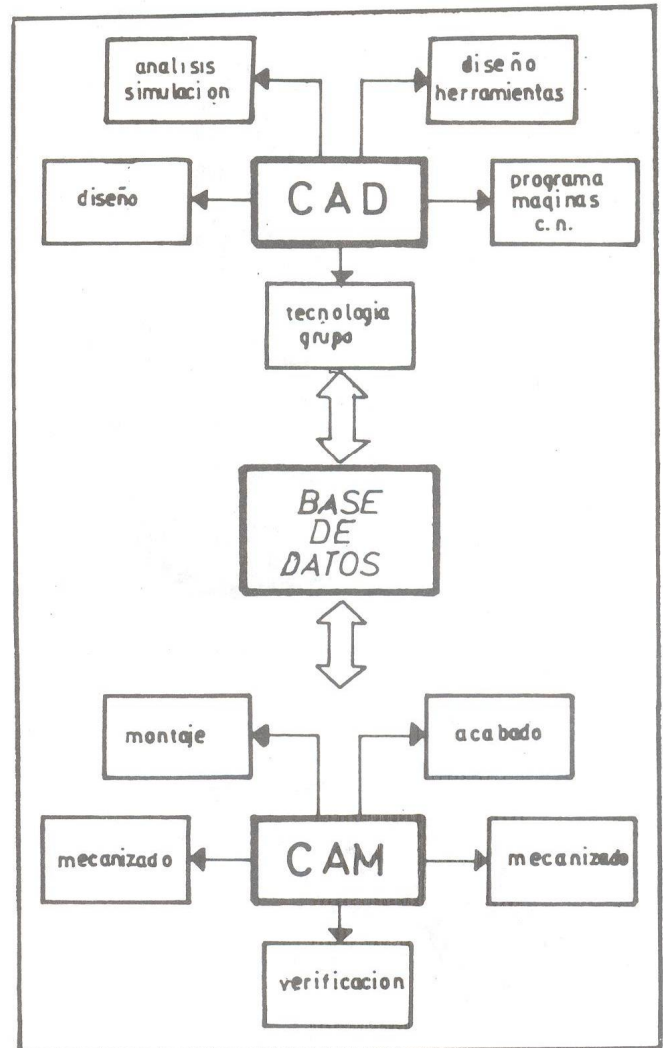 analisis
simulacion
diseño
herramientas
diseño
CAD
programa
maqinas
c.n.
tecnologia
grupo
BASE
DE
DATOS
montaje
acabado
mecanizado
CAM
mecanizado
verificacion